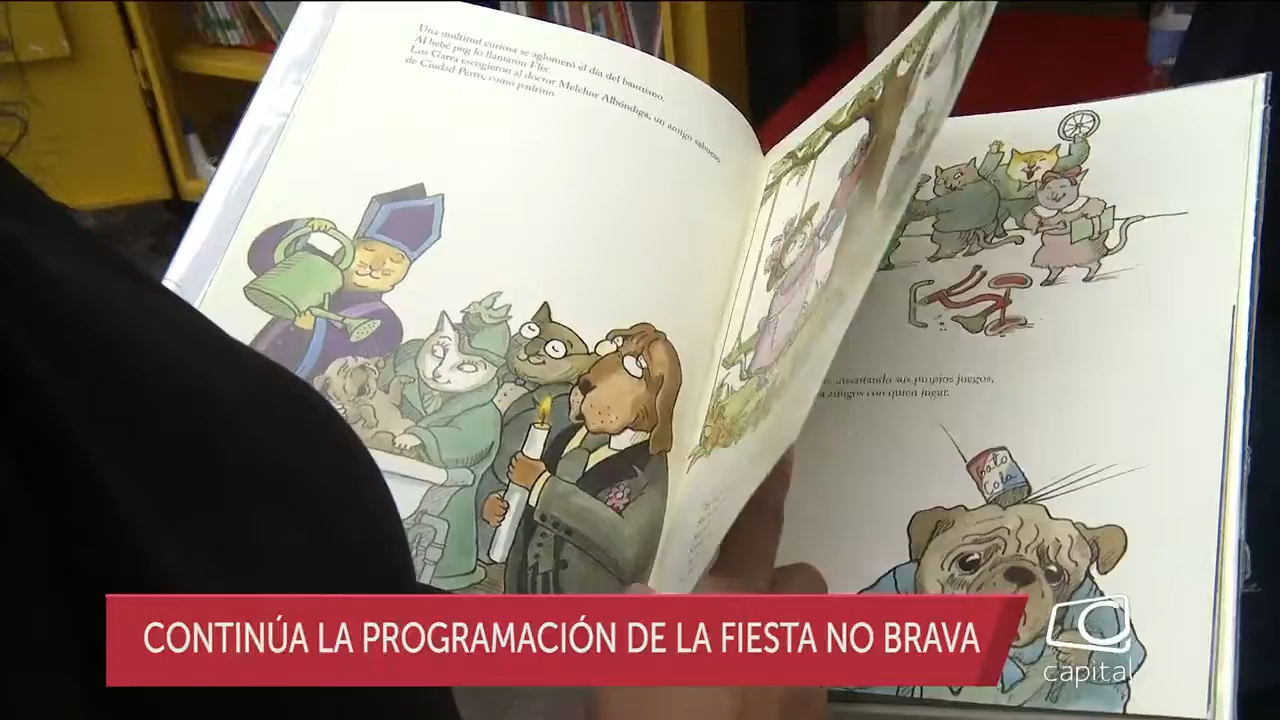 Una multitud curiosa se aglomeró el día del bautismo.
Al bebé pug lo llamaron Flix.
Los Garra escogieron al doctor Melchor Albóndiga, un amigo sabueso
de Ciudad Perro, como padrino.
inventando sus propios juegos,
a amigos con quien jugar.
Gato
Cola
CONTINÚA LA PROGRAMACIÓN DE LA FIESTA NO BRAVA
capital